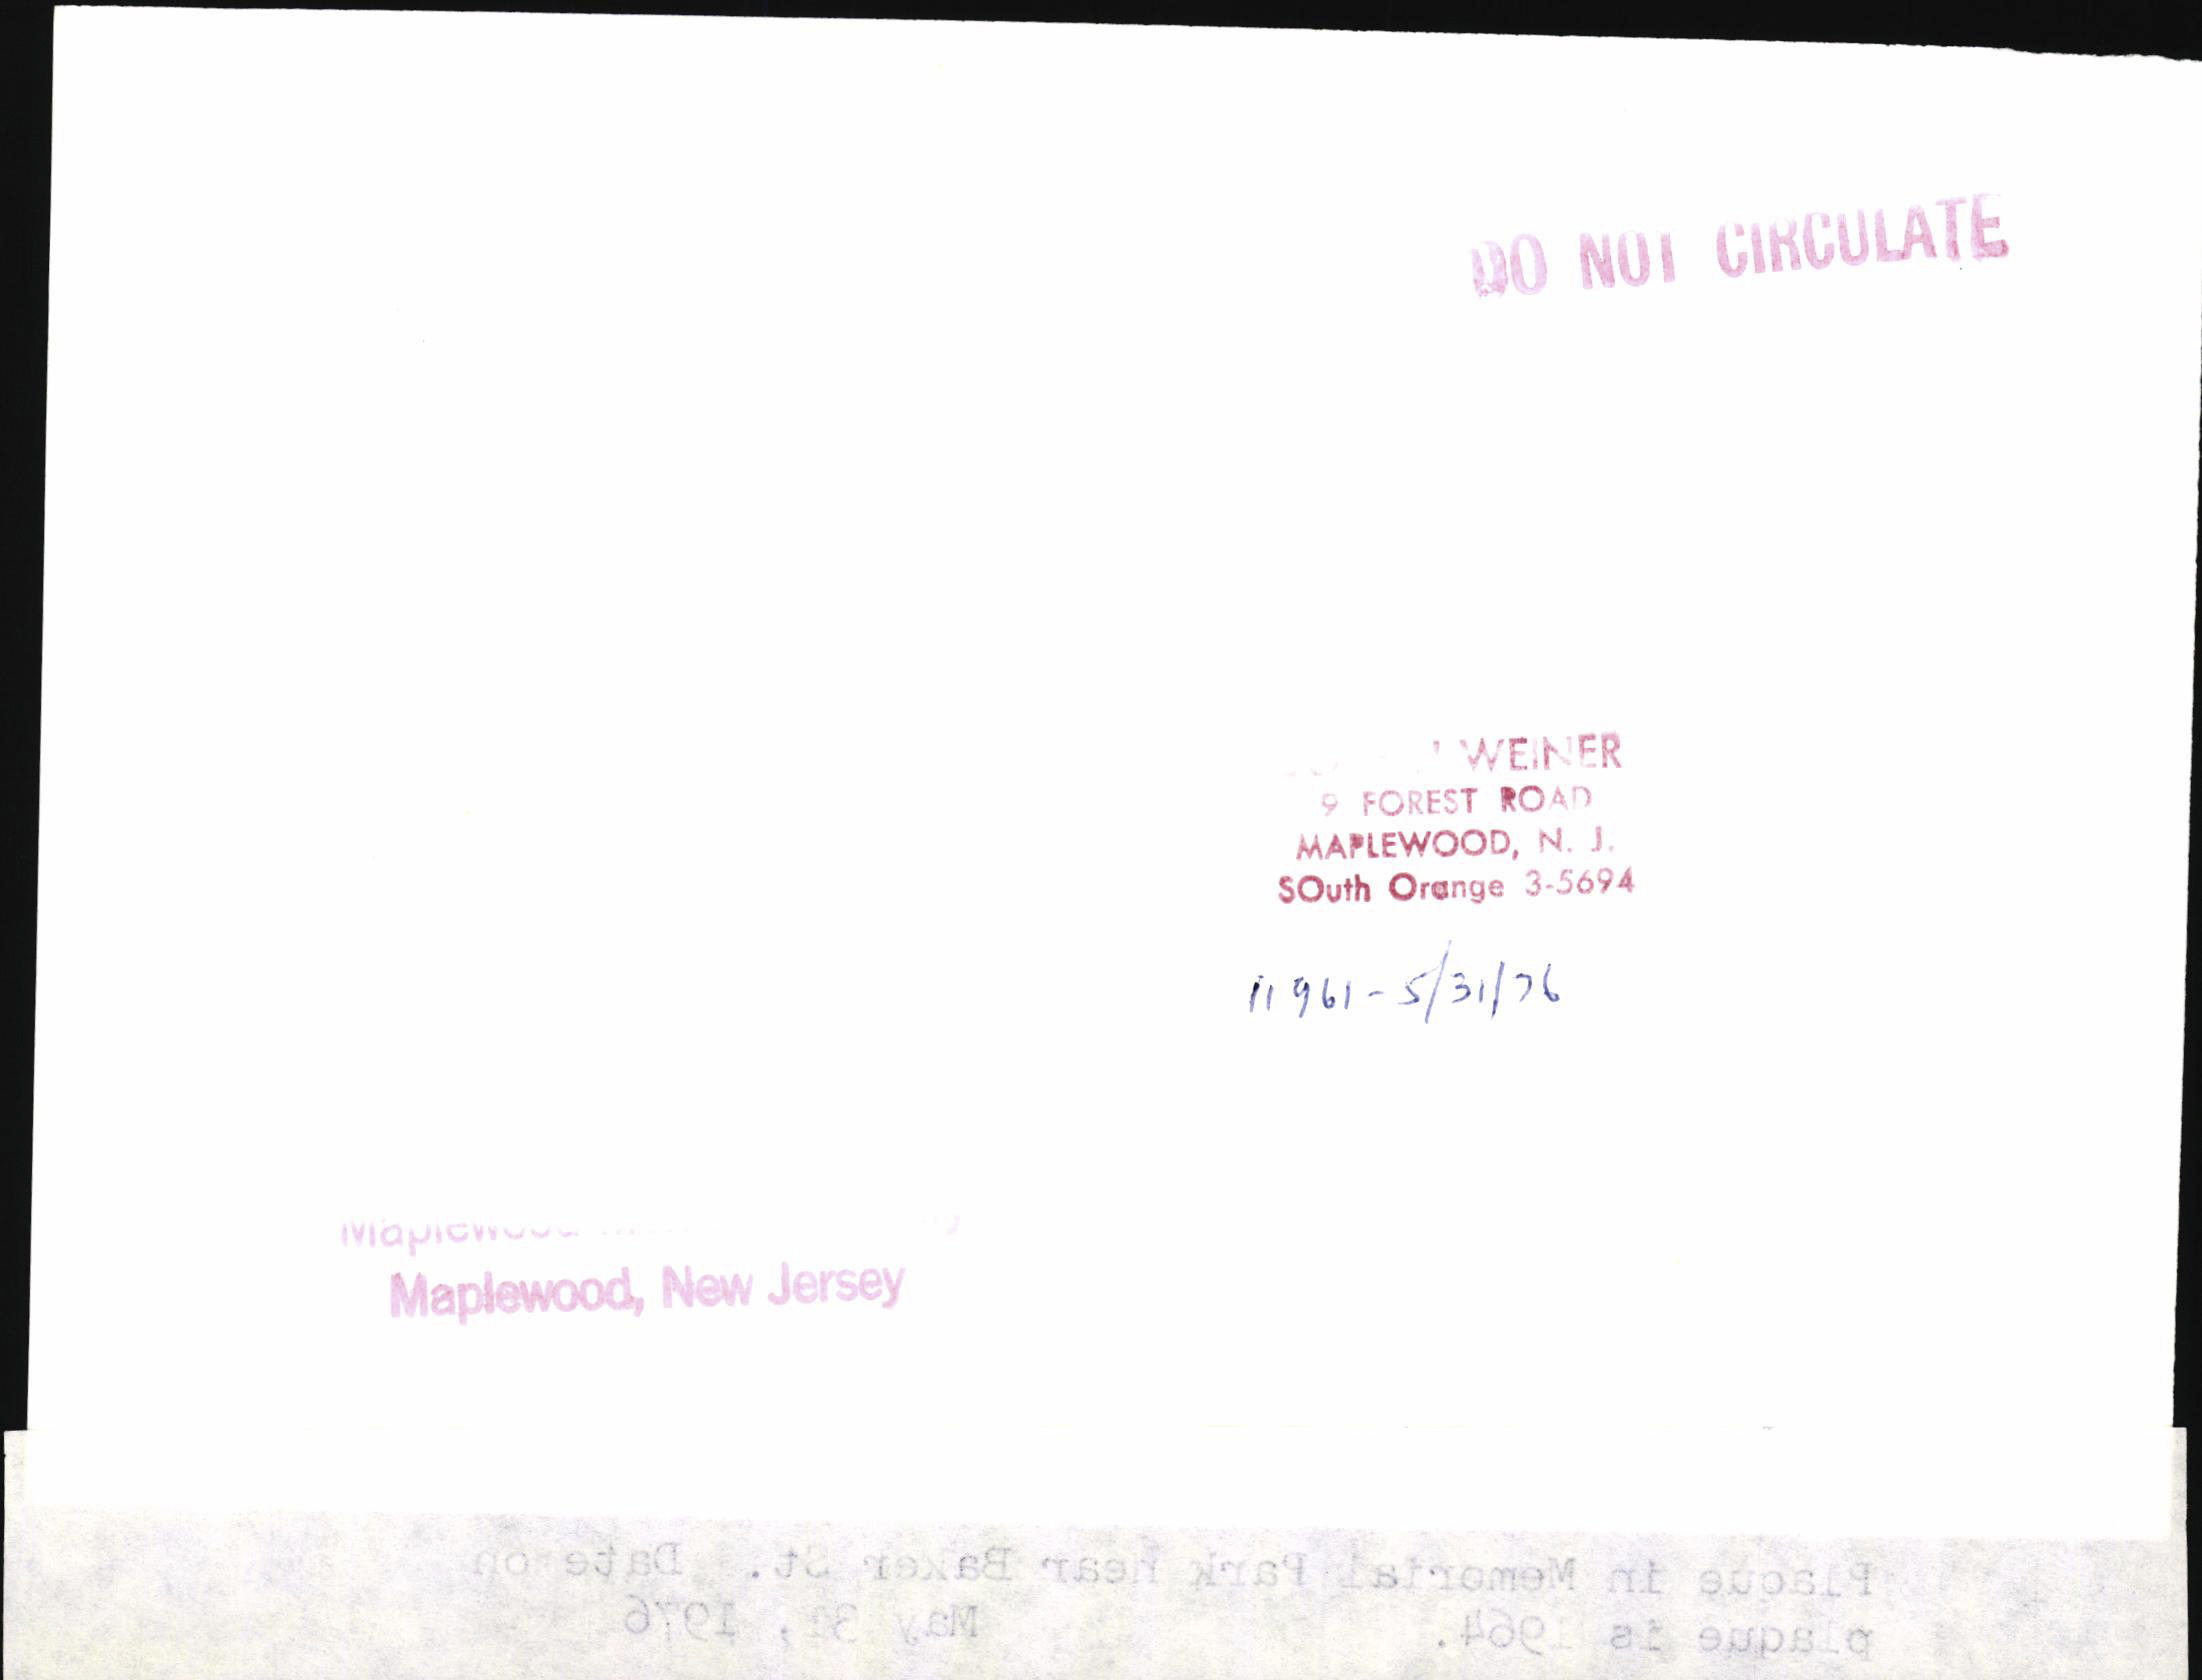 DO NOT CIRCULATE
WEINER
9 FOREST ROAD
MAPLEWOOD, N. J.
SOuth Orange 3-5694
11961-5/31/76
Maplewood
Maplewood, New Jersey
Plaque in Memorial Park near Baker St. Date on
plaque is 1964. May 31, 1976